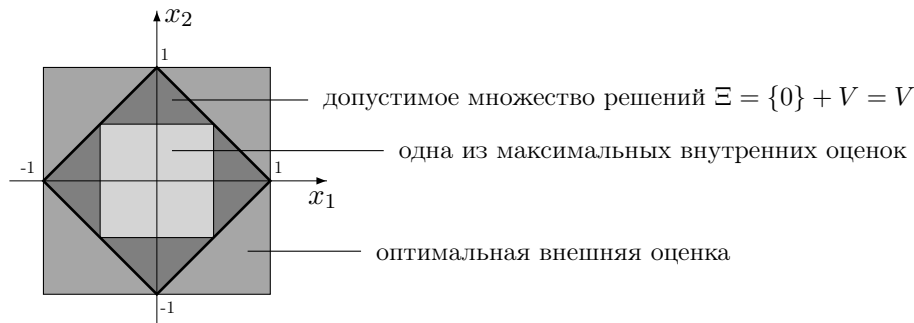 x₂
1
допустимое множество решений Ξ = {0} + V = V
одна из максимальных внутренних оценок
-1
1
x₁
оптимальная внешняя оценка
-1